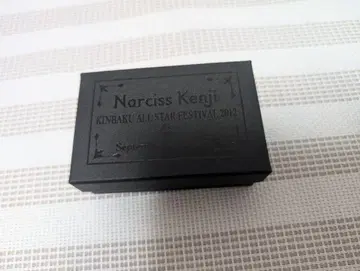 Narciss Kenji
KINBAKU ALL STAR FESTIVAL 2012